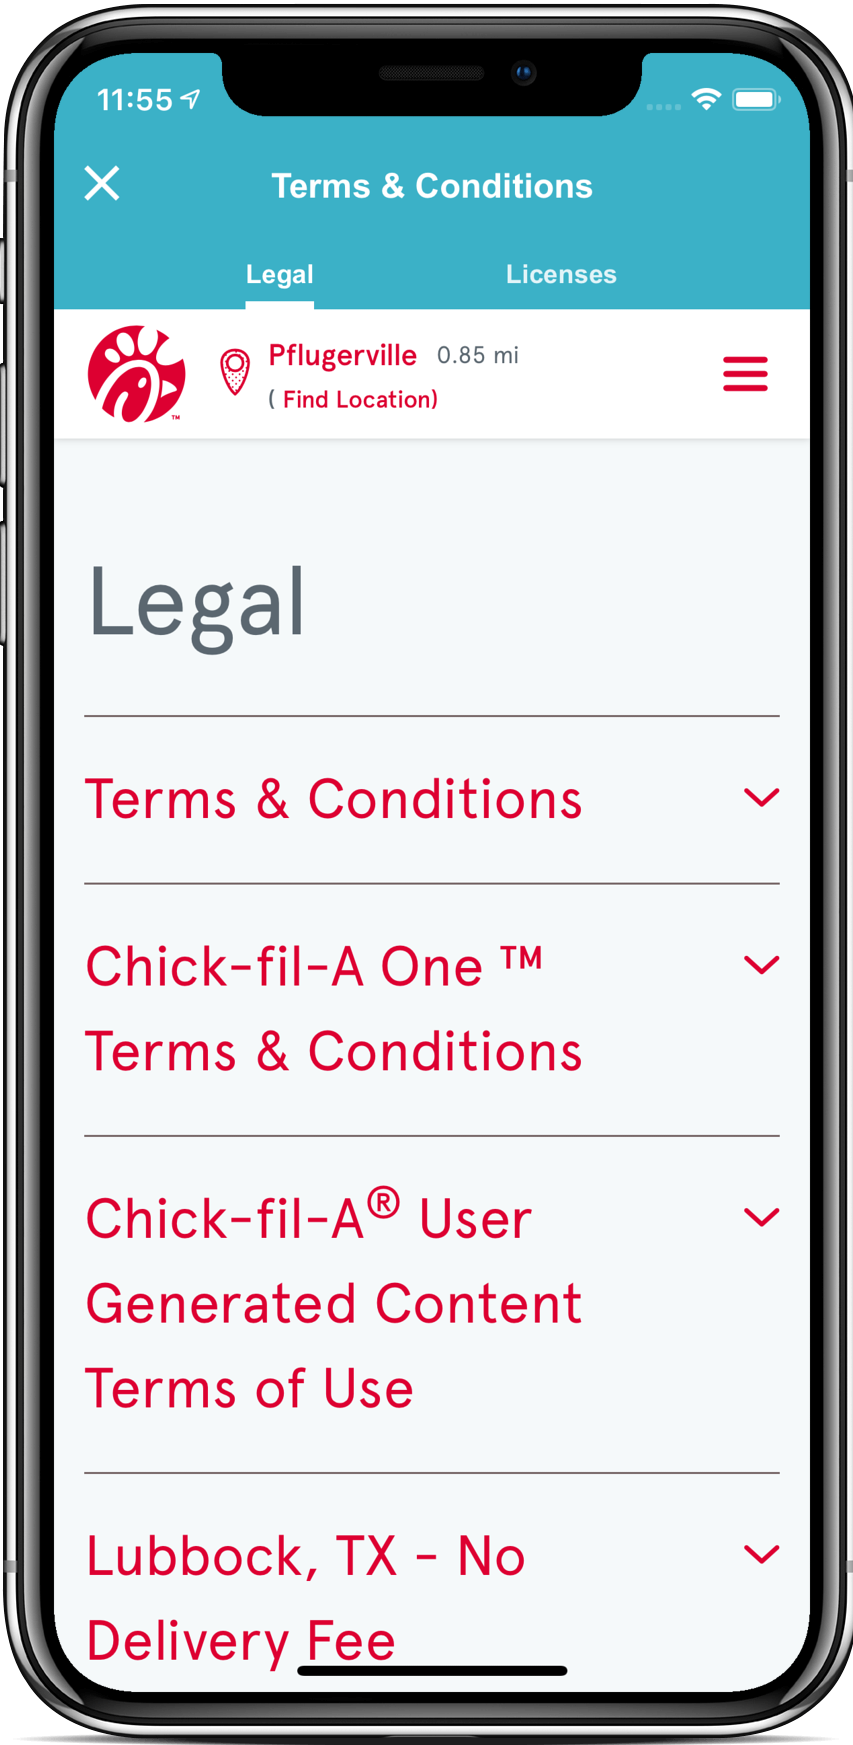 11:55
Terms & Conditions
Legal Licenses
Pflugerville 0.85 mi
( Find Location)
TM
Legal
Terms & Conditions
Chick-fil-A One ™
Terms & Conditions
Chick-fil-A® User
Generated Content
Terms of Use
Lubbock, TX - No
Delivery Fee